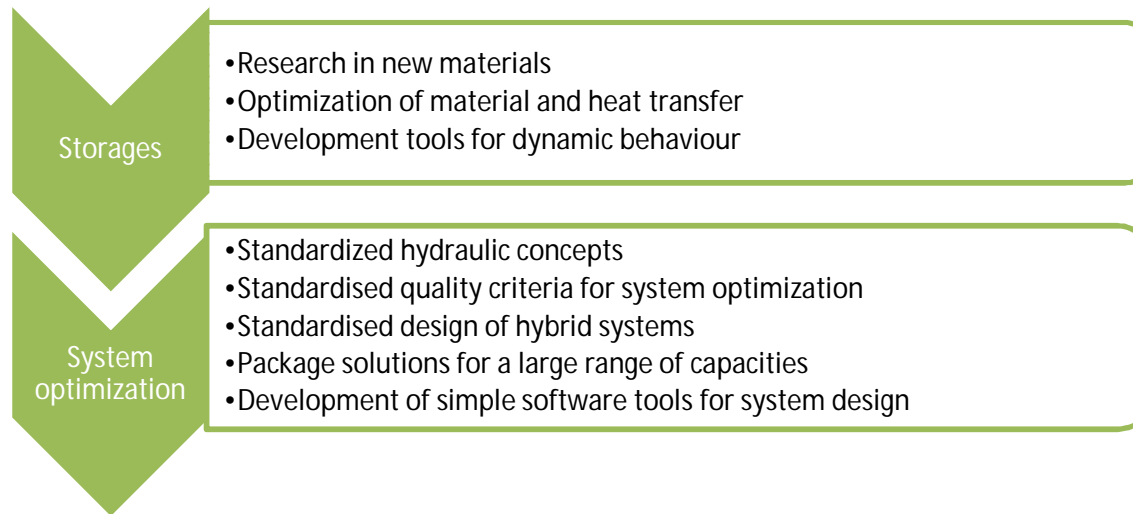 Storages
•Research in new materials
•Optimization of material and heat transfer
•Development tools for dynamic behaviour
System
optimization
•Standardized hydraulic concepts
•Standardised quality criteria for system optimization
•Standardised design of hybrid systems
•Package solutions for a large range of capacities
•Development of simple software tools for system design